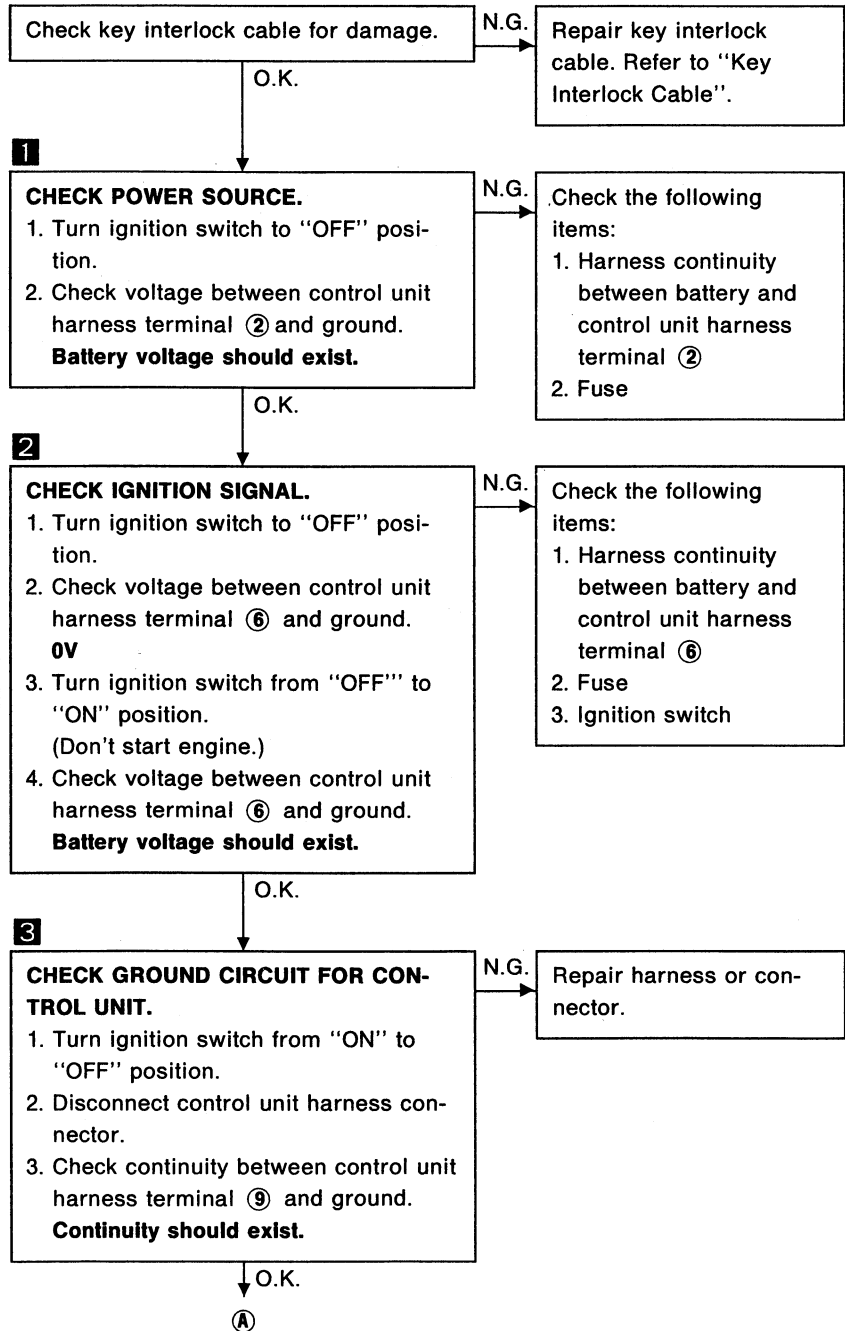 Check key interlock cable for damage.
N.G.
Repair key interlock
cable. Refer to ‘‘Key
Interlock Cable’’.
O.K.
1
CHECK POWER SOURCE.
1. Turn ignition switch to ‘‘OFF’’ posi-
tion.
2. Check voltage between control unit
harness terminal ② and ground.
Battery voltage should exist.
N.G.
Check the following
items:
1. Harness continuity
between battery and
control unit harness
terminal ②
2. Fuse
O.K.
2
CHECK IGNITION SIGNAL.
1. Turn ignition switch to ‘‘OFF’’ posi-
tion.
2. Check voltage between control unit
harness terminal ⑥ and ground.
0V
3. Turn ignition switch from ‘‘OFF’’’ to
‘‘ON’’ position.
(Don't start engine.)
4. Check voltage between control unit
harness terminal ⑥ and ground.
Battery voltage should exist.
N.G.
Check the following
items:
1. Harness continuity
between battery and
control unit harness
terminal ⑥
2. Fuse
3. Ignition switch
O.K.
3
CHECK GROUND CIRCUIT FOR CON-
TROL UNIT.
1. Turn ignition switch from ‘‘ON’’ to
‘‘OFF’’ position.
2. Disconnect control unit harness con-
nector.
3. Check continuity between control unit
harness terminal ⑨ and ground.
Continuity should exist.
N.G.
Repair harness or con-
nector.
O.K.
Ⓐ